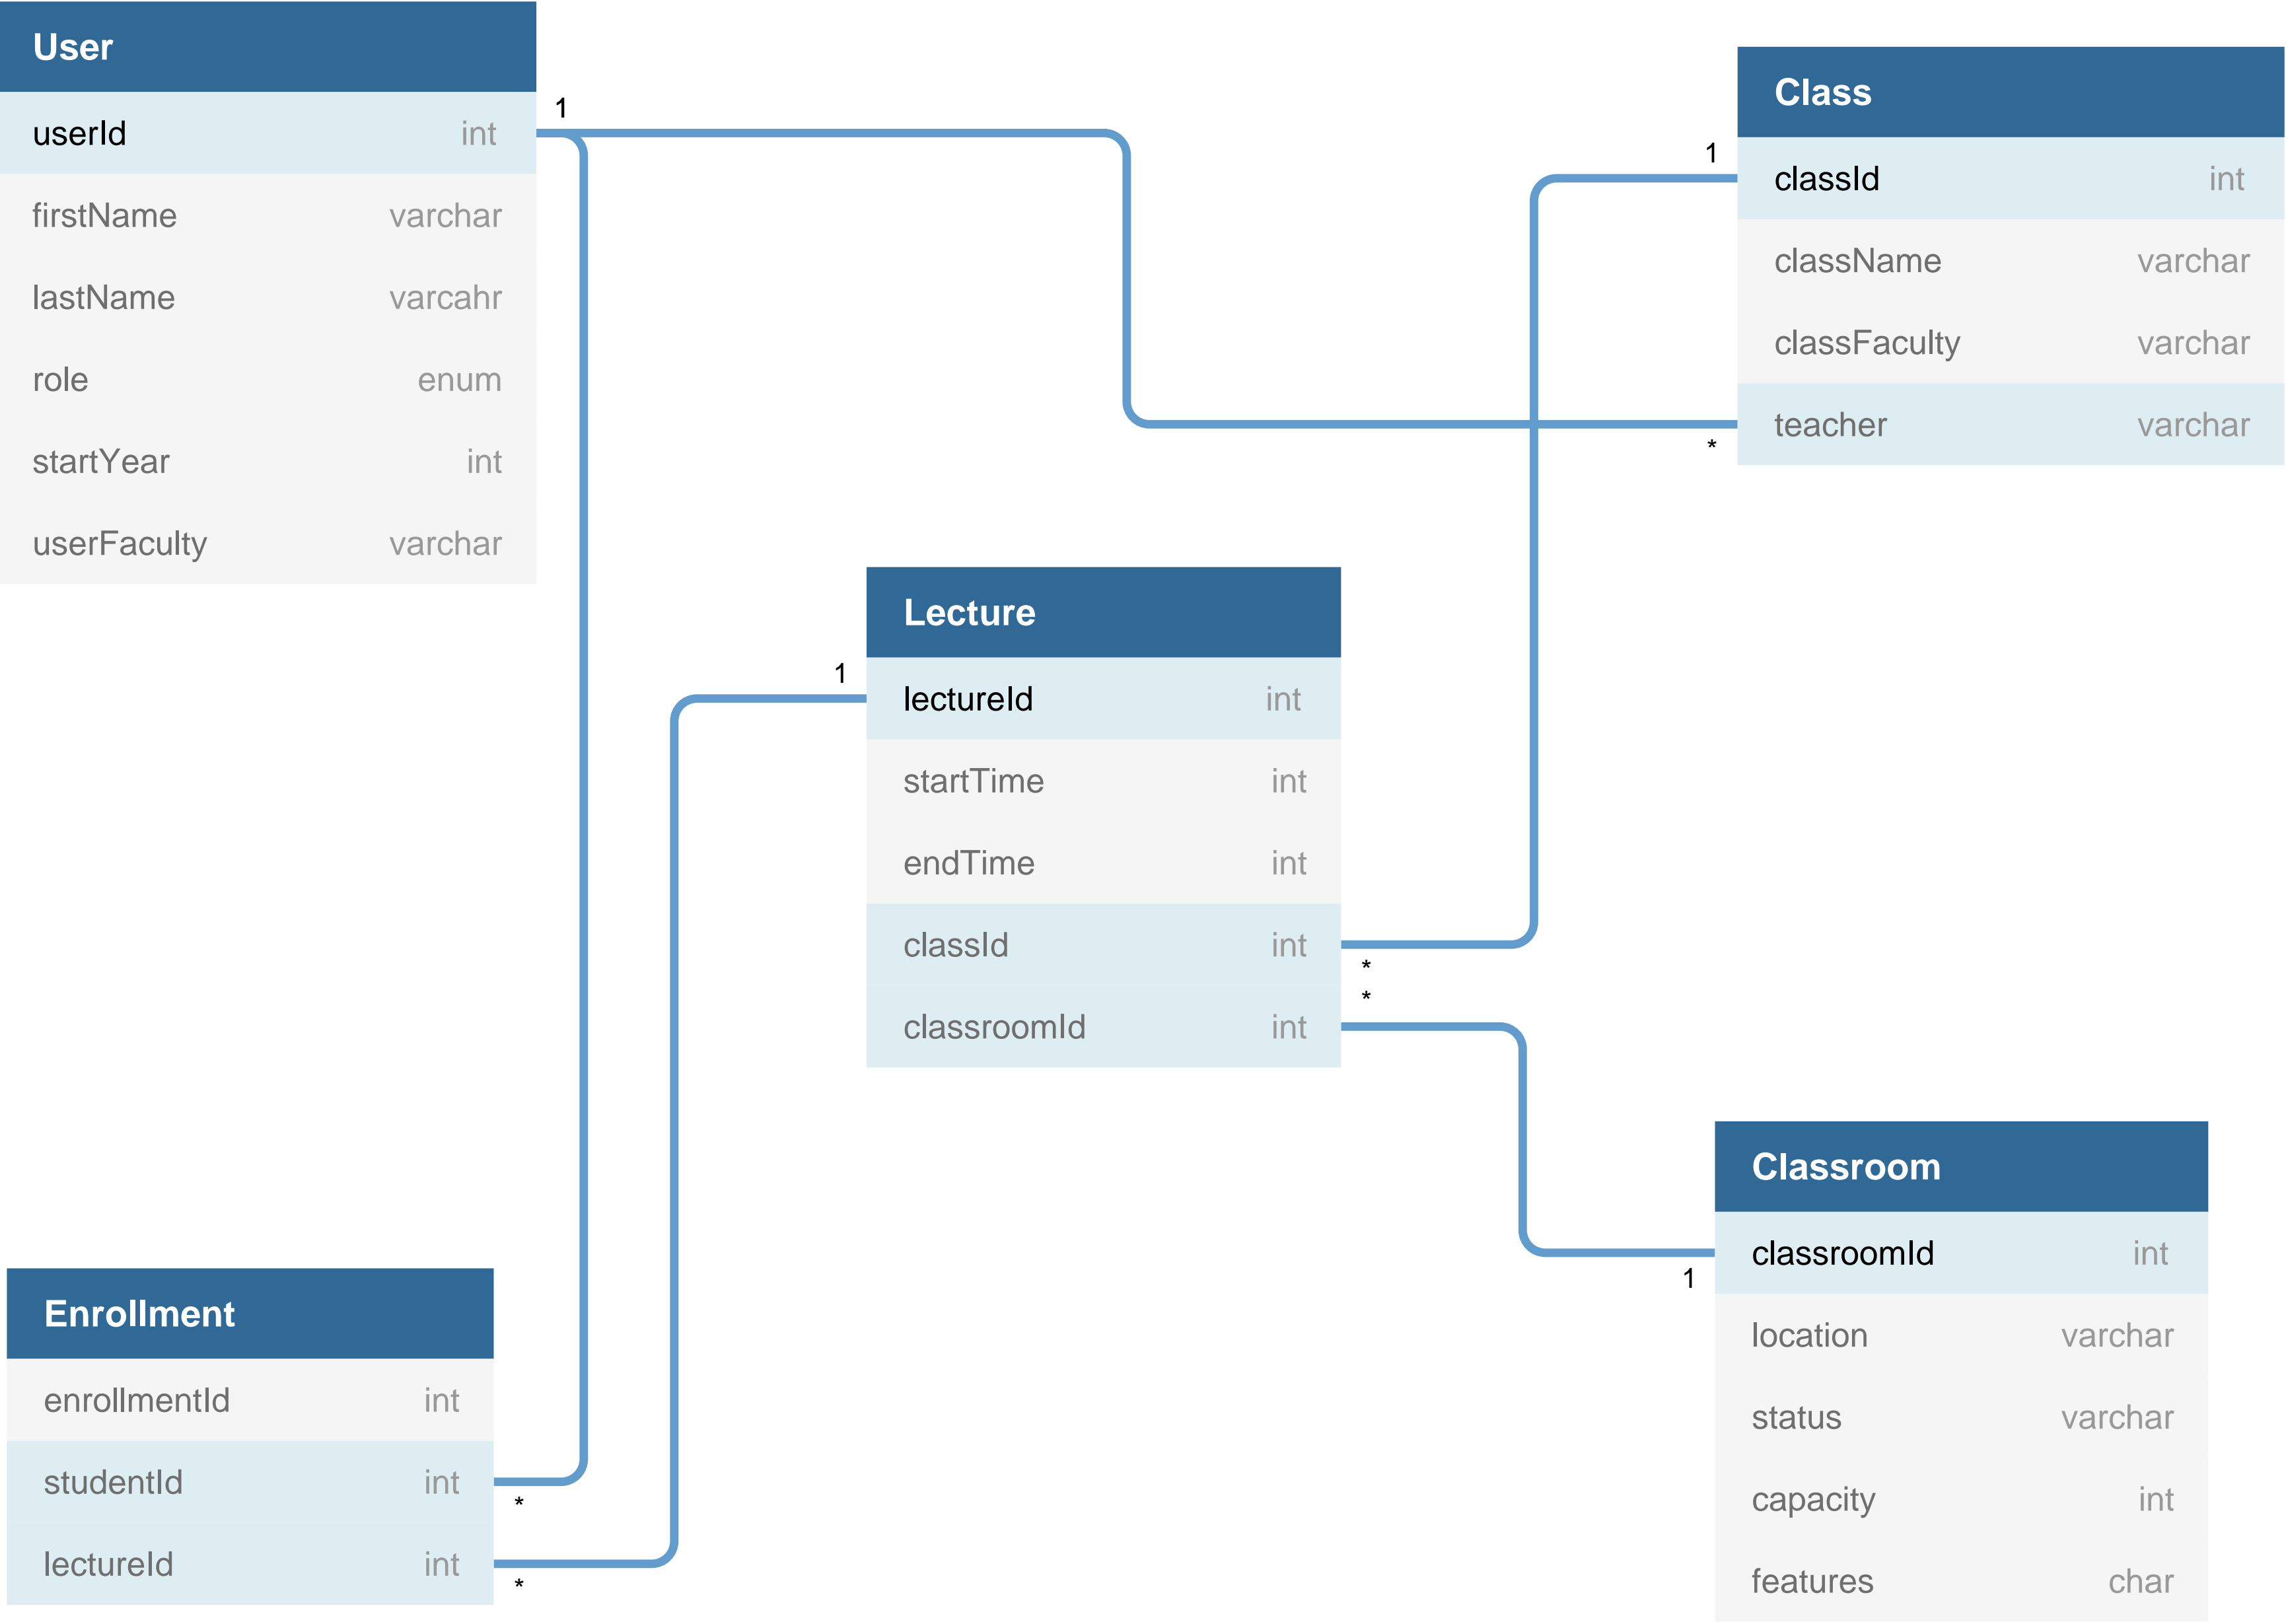 User
userId int
firstName varchar
lastName varcahr
role enum
startYear int
userFaculty varchar
1
Class
1
classId int
className varchar
classFaculty varchar
teacher varchar
*
Lecture
1
lectureId int
startTime int
endTime int
classId int
*
*
classroomId int
Classroom
classroomId int
1
location varchar
status varchar
capacity int
features char
Enrollment
enrollmentId int
studentId int
*
lectureId int
*